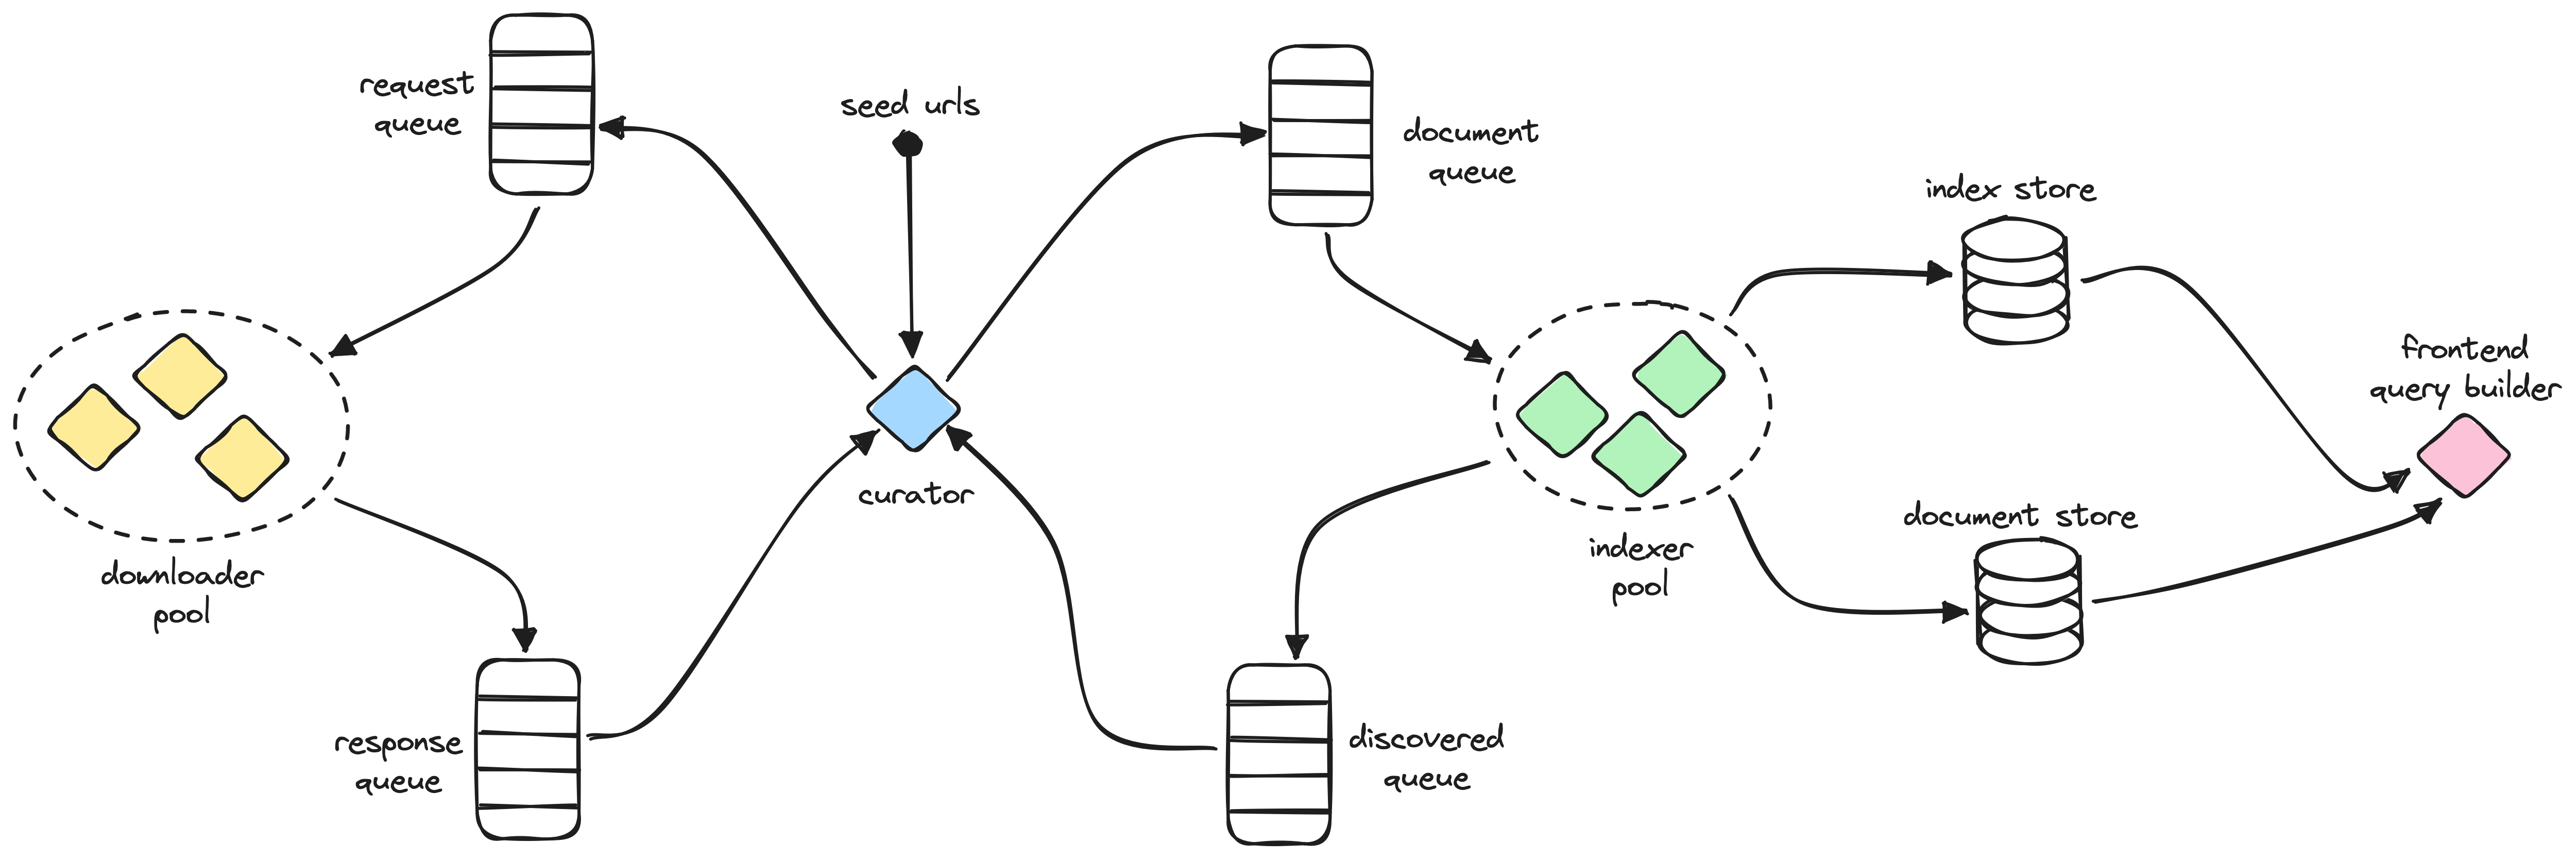 request
queue
seed urls
document
queue
index store
frontend
query builder
curator
document store
indexer
pool
downloader
pool
response
queue
discovered
queue